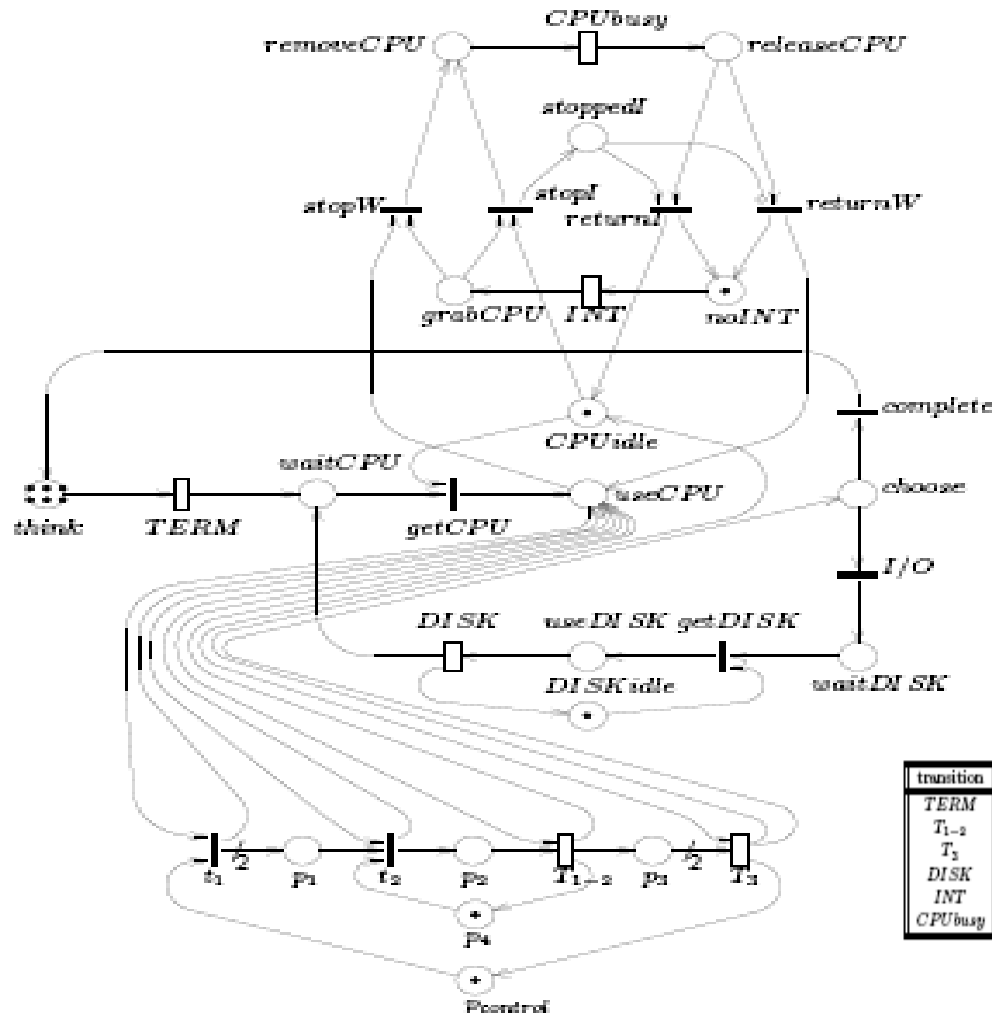 CPUbusy
removeCPU
releaseCPU
stoppedI
stopW
stopI
returnI
returnW
grabCPU
INT
noINT
complete
CPUidle
waitCPU
think
TERM
getCPU
useCPU
choose
I/O
DISK
useDISK
getDISK
DISKidle
waitDISK
t₁
2
p₁
t₂
p₂
T₁₋₂
p₃
2
T₃
p₄
Pcontrol
transition
TERM
T₁₋₂
T₃
DISK
INT
CPUbusy